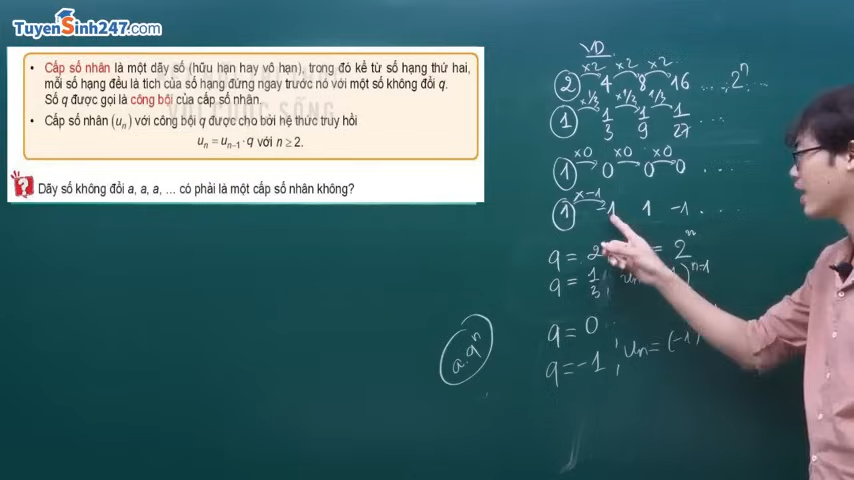 TuyenSinh247.com
• Cấp số nhân là một dãy số (hữu hạn hay vô hạn), trong đó kể từ số hạng thứ hai,
mỗi số hạng đều là tích của số hạng đứng ngay trước nó với một số không đổi q.
Số q được gọi là công bội của cấp số nhân.
• Cấp số nhân (uₙ) với công bội q được cho bởi hệ thức truy hồi
uₙ = uₙ₋₁ · q với n ≥ 2.
Dãy số không đổi a, a, a, ... có phải là một cấp số nhân không?
VD
×2 ×2 ×2
2 4 8 16 ..., 2ⁿ ...
×1/3 ×1/3 1/3
1 1/3 1/9 1/27 ...
×0 ×0 ×0
1 0 0 0 ...
×-1
1 -1 1 -1 ...
q = 2 = 2ⁿ
q = 1/3; uₙ )ⁿ⁻¹
q = 0
q = -1; uₙ = (-1)
a.qⁿ